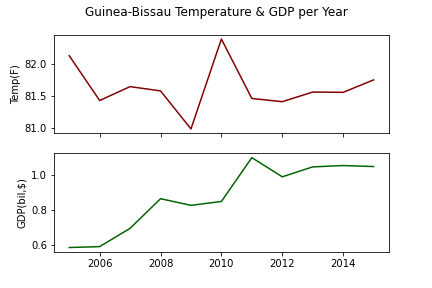 Guinea-Bissau Temperature & GDP per Year
Temp(F)
82.0
81.5
81.0
GDP(bil,$)
1.0
0.8
0.6
2006 2008 2010 2012 2014